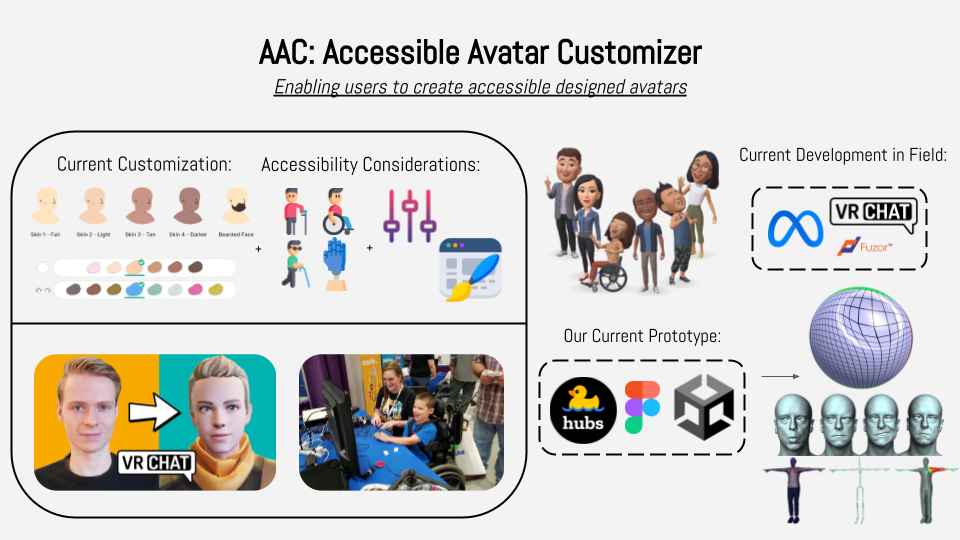 AAC: Accessible Avatar Customizer
Enabling users to create accessible designed avatars
Current Customization:
Accessibility Considerations:
Skin 1 - Fair
Skin 2 - Light
Skin 3 - Tan
Skin 4 - Darker
Bearded Face
+
+
VR CHAT
Current Development in Field:
VR CHAT
Fuzor™
Our Current Prototype:
hubs